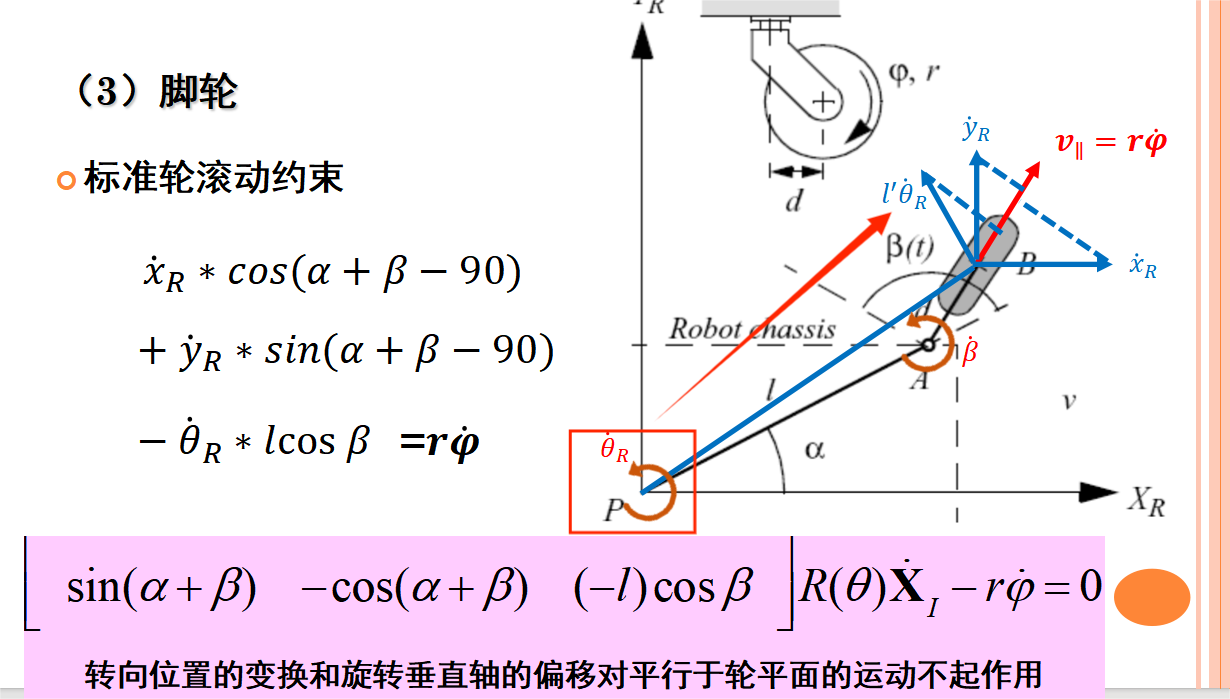 Y_R
（3）脚轮
φ, r
d
标准轮滚动约束
ẏ_R
v_∥ = rφ̇
l′θ̇_R
β(t)
B
ẋ_R
ẋ_R ∗ cos(α + β − 90)
d
Robot chassis
+ ẏ_R ∗ sin(α + β − 90)
β̇
A
l
v
− θ̇_R ∗ lcos β =rφ̇
θ̇_R
α
P
X_R
[ sin(α + β) −cos(α + β) (−l) cos β ] R(θ)Ẋ_I − rφ̇ = 0
转向位置的变换和旋转垂直轴的偏移对平行于轮平面的运动不起作用